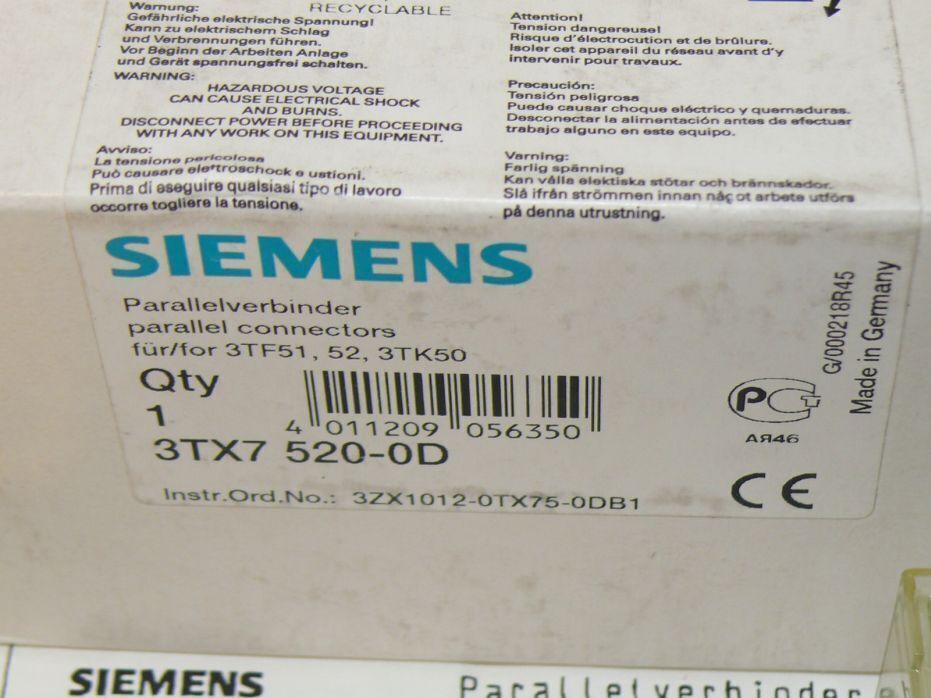 RECYCLABLE
Warnung:
Gefährliche elektrische Spannung!
Kann zu elektrischem Schlag
und Verbrennungen führen.
Vor Beginn der Arbeiten Anlage
und Gerät spannungsfrei schalten.
WARNING:
HAZARDOUS VOLTAGE
CAN CAUSE ELECTRICAL SHOCK
AND BURNS.
DISCONNECT POWER BEFORE PROCEEDING
WITH ANY WORK ON THIS EQUIPMENT.
Avviso:
La tensione pericolosa
Può causare elettroschock e ustioni.
Prima di eseguire qualsiasi tipo di lavoro
occorre togliere la tensione.
Attention!
Tension dangereuse!
Risque d'électrocution et de brûlure.
Isoler cet appareil du réseau avant d'y
intervenir pour travaux.
Precaución:
Tensión peligrosa
Puede causar choque eléctrico y quemaduras.
Desconectar la alimentación antes de efectuar
trabajo alguno en este equipo.
Varning:
Farlig spänning
Kan vålla elektiska stötar och brännskador.
Slå ifrån strömmen innan något arbete utförs
på denna utrustning.
SIEMENS
Parallelverbinder
parallel connectors
für/for 3TF51, 52, 3TK50
Qty
1
4 011209 056350
3TX7 520-0D
Instr.Ord.No.: 3ZX1012-0TX75-0DB1
G/000218R45
Made in Germany
РС
АЯ46
CE
SIEMENS
Parallelverbinder